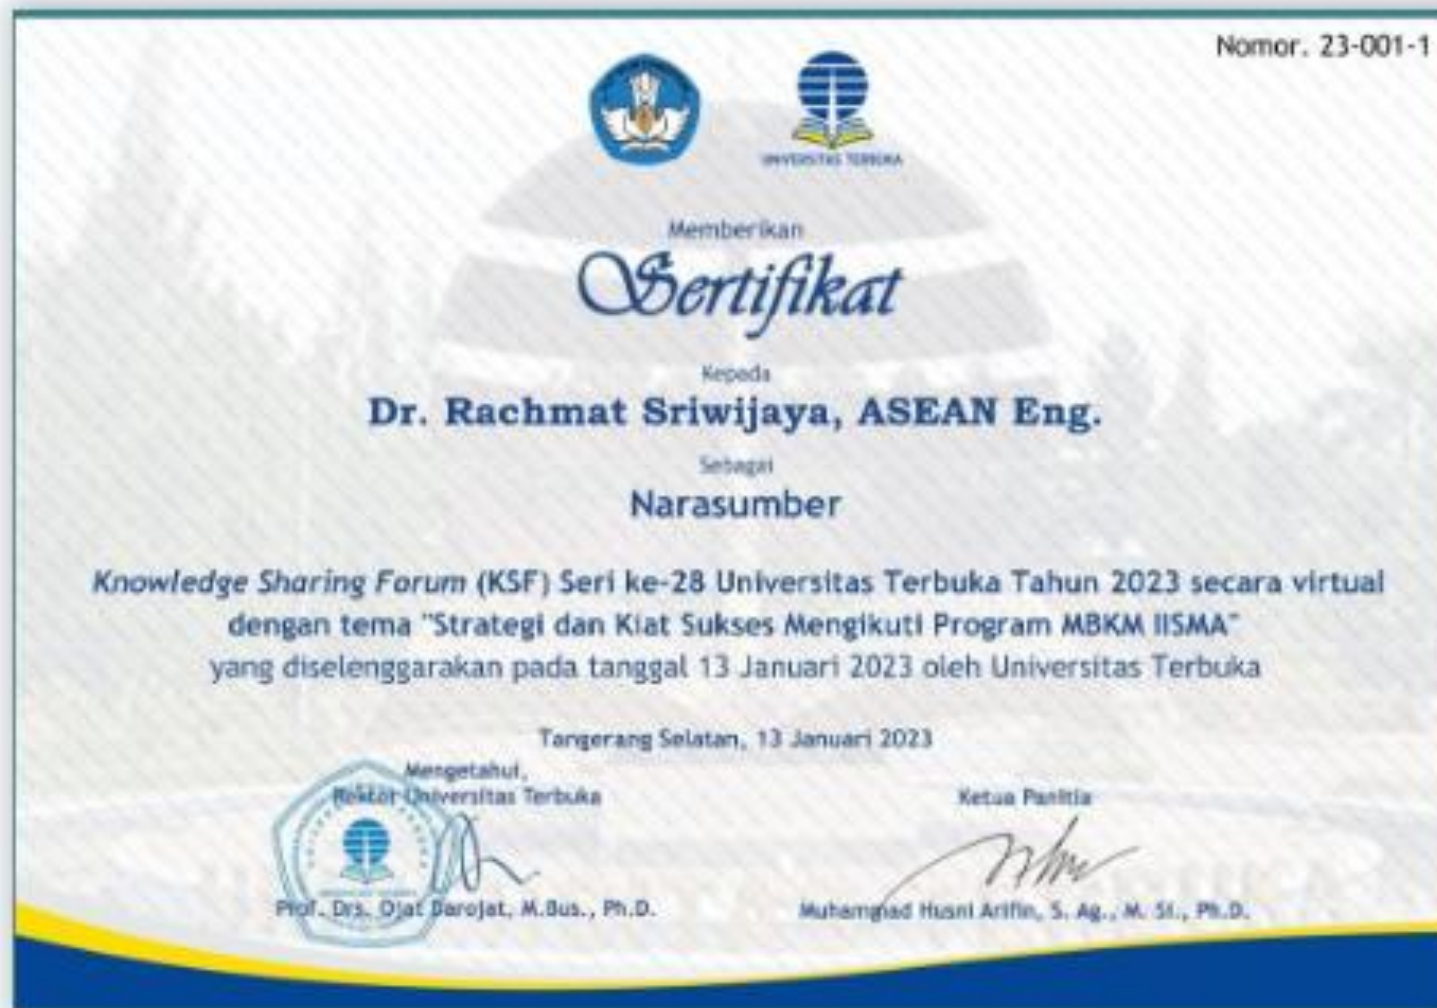 Nomor. 23-001-1
UNIVERSITAS TERBUKA
Memberikan
Sertifikat
Kepada
Dr. Rachmat Sriwijaya, ASEAN Eng.
Sebagai
Narasumber
Knowledge Sharing Forum (KSF) Seri ke-28 Universitas Terbuka Tahun 2023 secara virtual
dengan tema "Strategi dan Kiat Sukses Mengikuti Program MBKM IISMA"
yang diselenggarakan pada tanggal 13 Januari 2023 oleh Universitas Terbuka
Tangerang Selatan, 13 Januari 2023
Mengetahui,
Rektor Universitas Terbuka
Ketua Panitia
Prof. Drs. Ojat Darojat, M.Bus., Ph.D.
Muhammad Husni Arifin, S. Ag., M. Si., Ph.D.